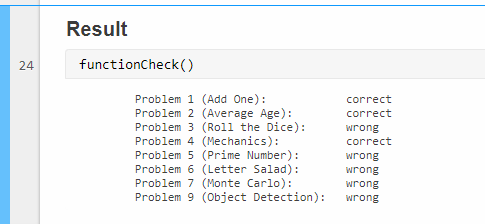 Result
24
functionCheck()
Problem 1 (Add One): correct
Problem 2 (Average Age): correct
Problem 3 (Roll the Dice): wrong
Problem 4 (Mechanics): correct
Problem 5 (Prime Number): wrong
Problem 6 (Letter Salad): wrong
Problem 7 (Monte Carlo): wrong
Problem 9 (Object Detection): wrong